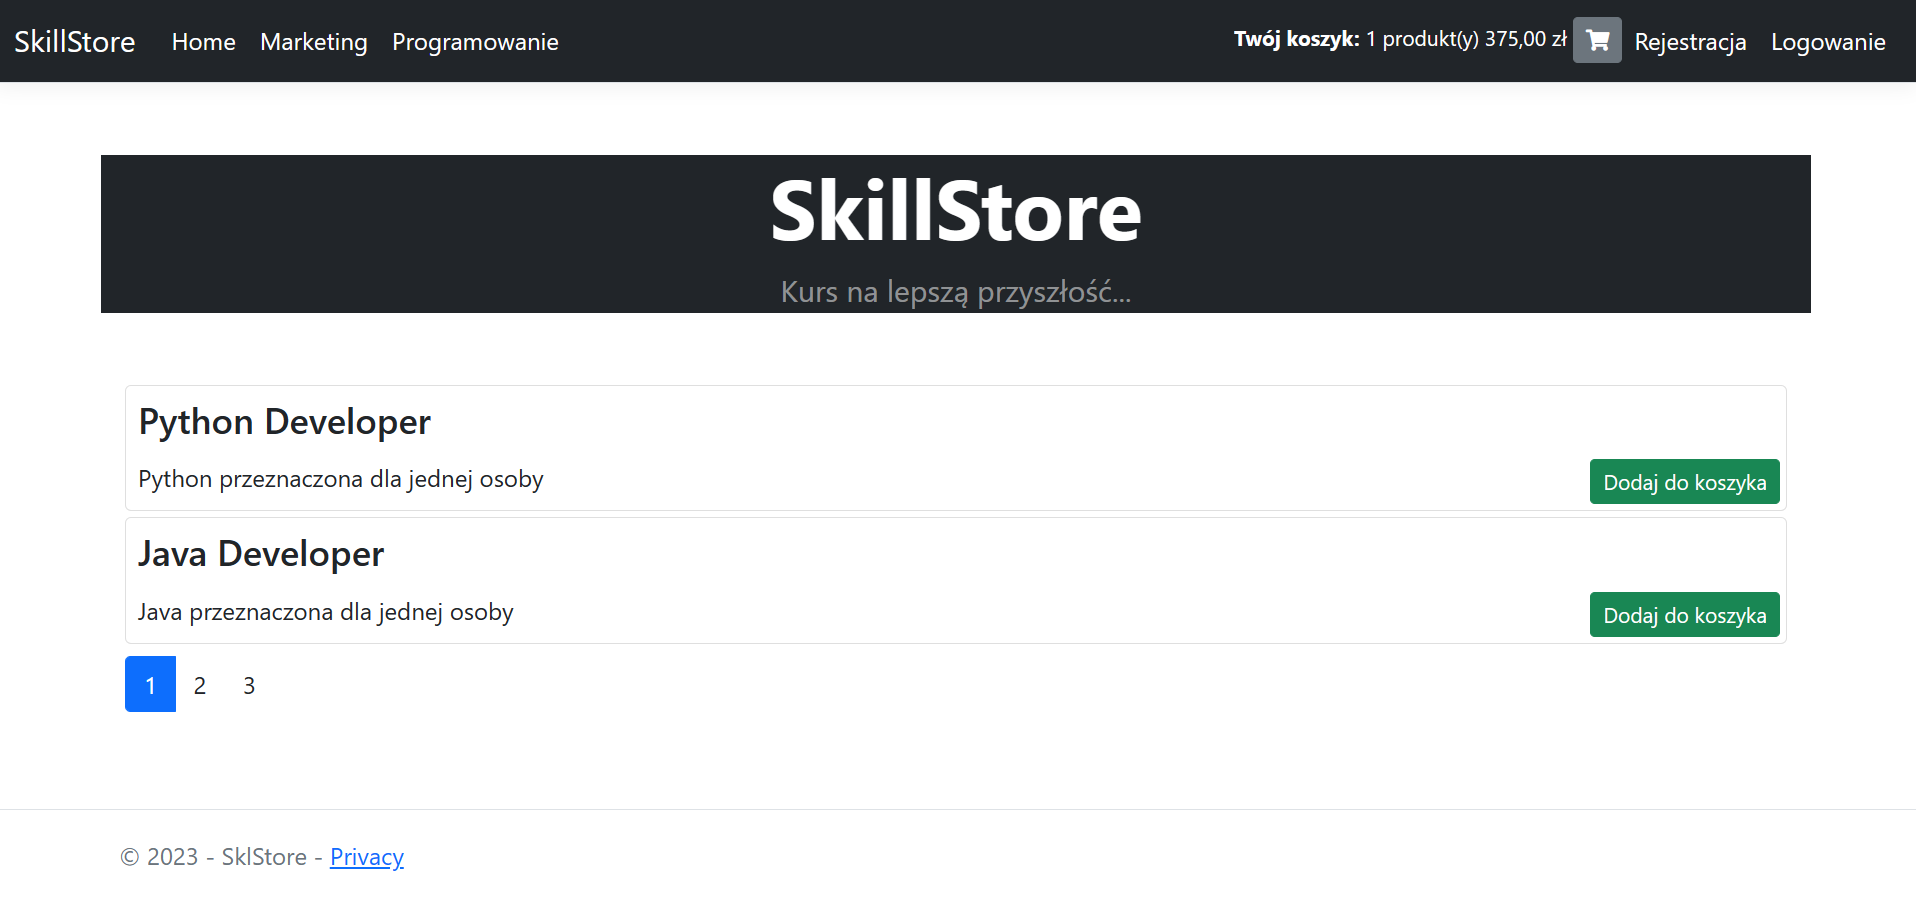 SkillStore Home Marketing Programowanie Twój koszyk: 1 produkt(y) 375,00 zł Rejestracja Logowanie
SkillStore
Kurs na lepszą przyszłość...
Python Developer
Python przeznaczona dla jednej osoby Dodaj do koszyka
Java Developer
Java przeznaczona dla jednej osoby Dodaj do koszyka
1 2 3
© 2023 - SklStore - Privacy